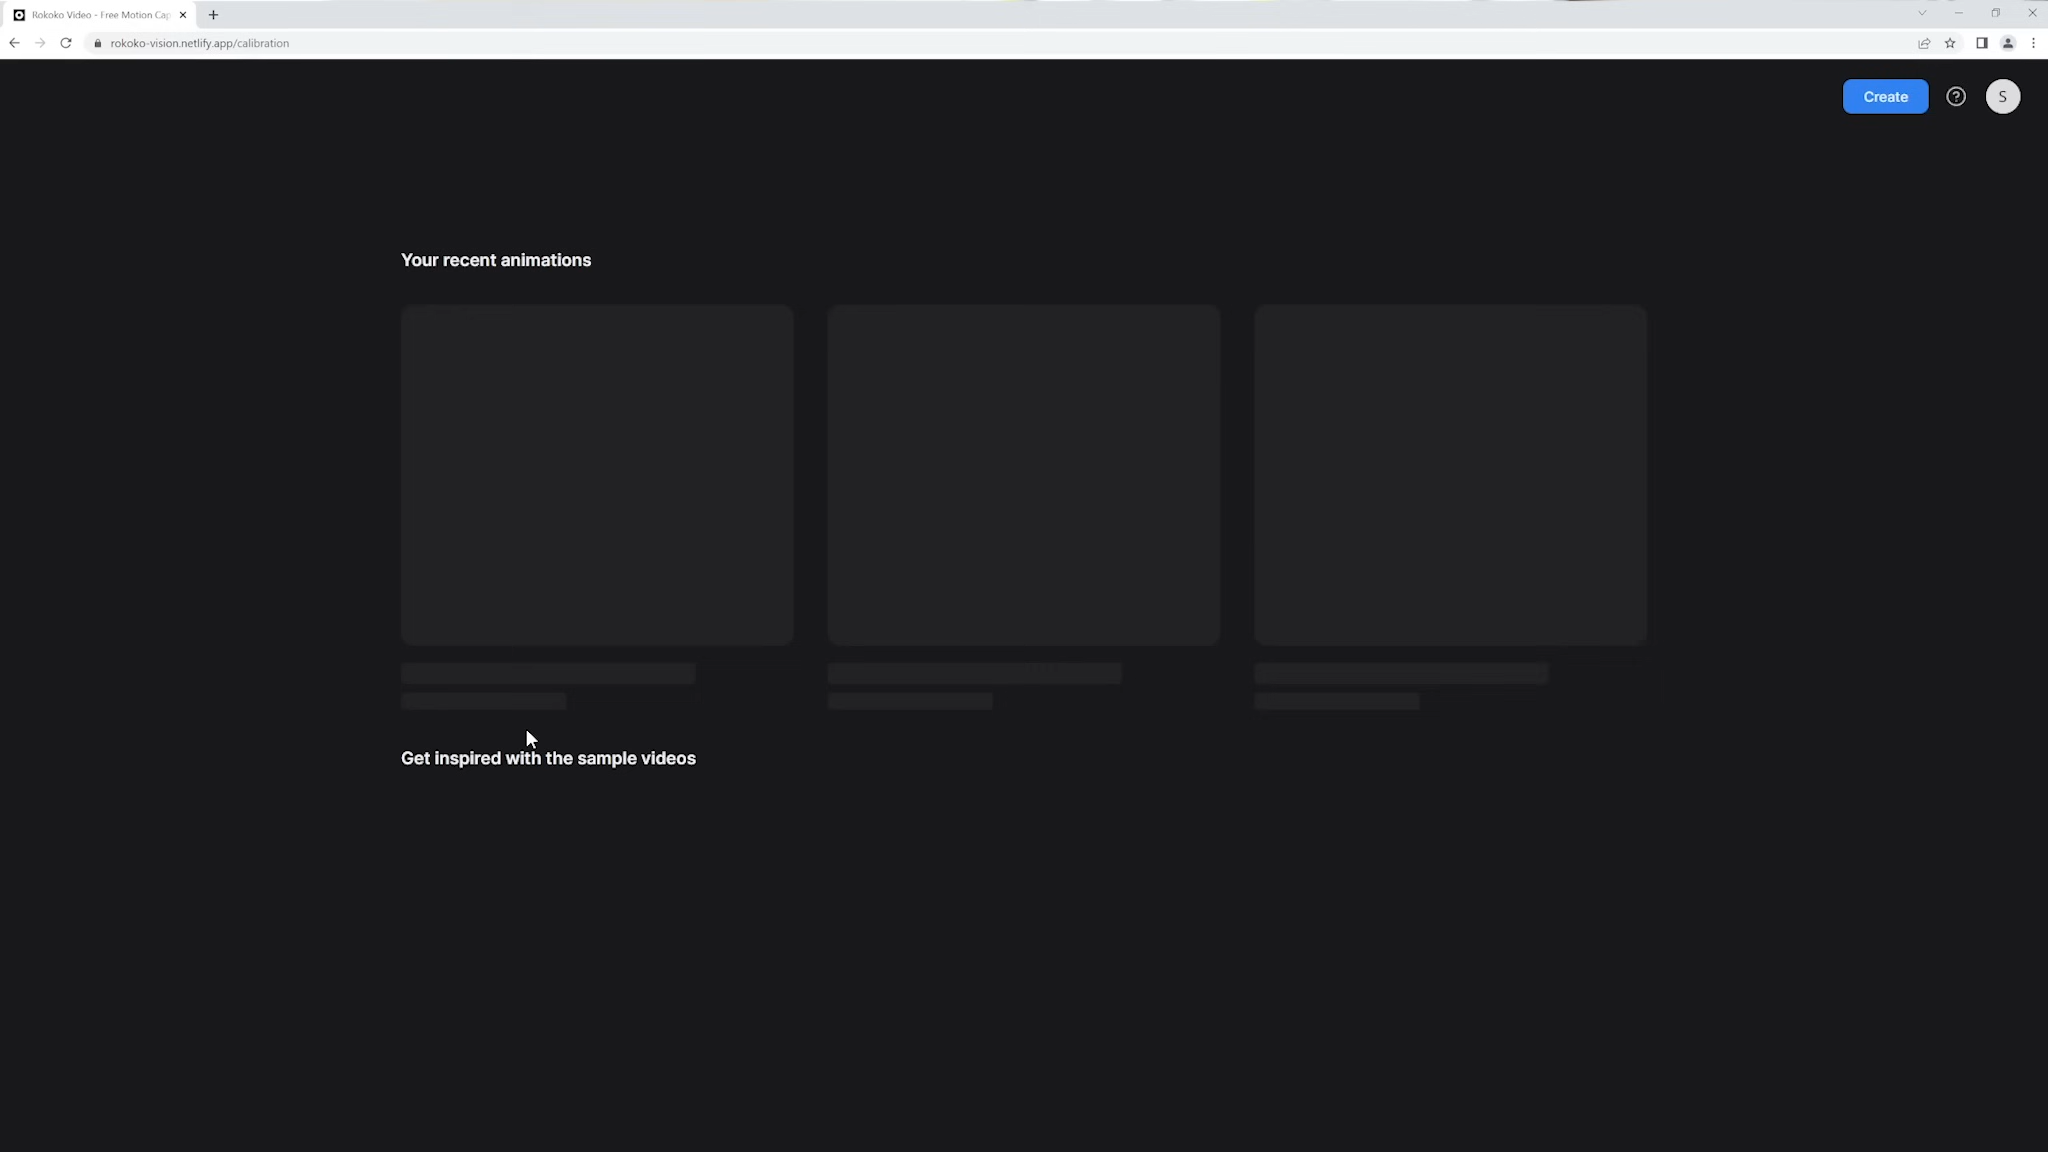 Rokoko Video - Free Motion Cap
rokoko-vision.netlify.app/calibration
Create
?
S
Your recent animations
Get inspired with the sample videos